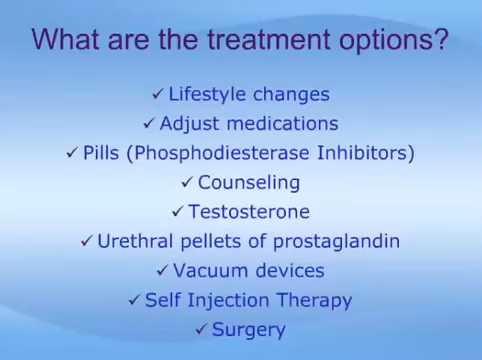 What are the treatment options?
✓ Lifestyle changes
✓ Adjust medications
✓ Pills (Phosphodiesterase Inhibitors)
✓ Counseling
✓ Testosterone
✓ Urethral pellets of prostaglandin
✓ Vacuum devices
✓ Self Injection Therapy
✓ Surgery